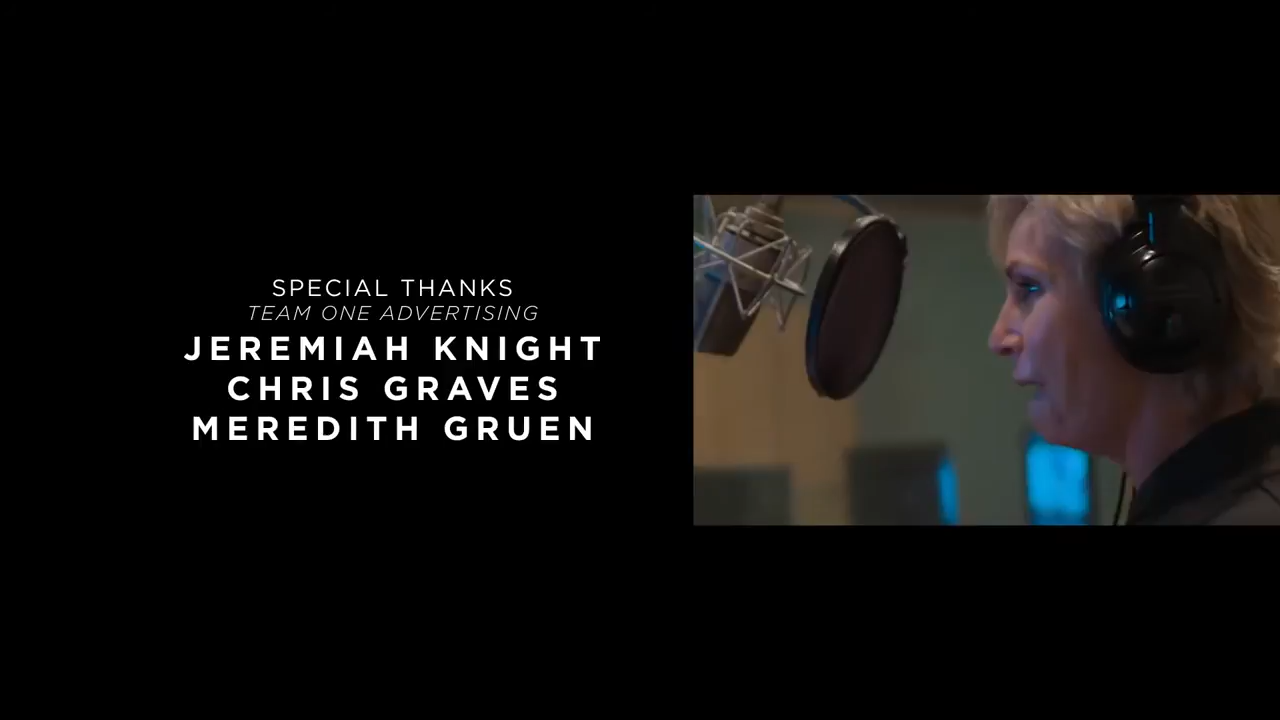 SPECIAL THANKS
TEAM ONE ADVERTISING
JEREMIAH KNIGHT
CHRIS GRAVES
MEREDITH GRUEN